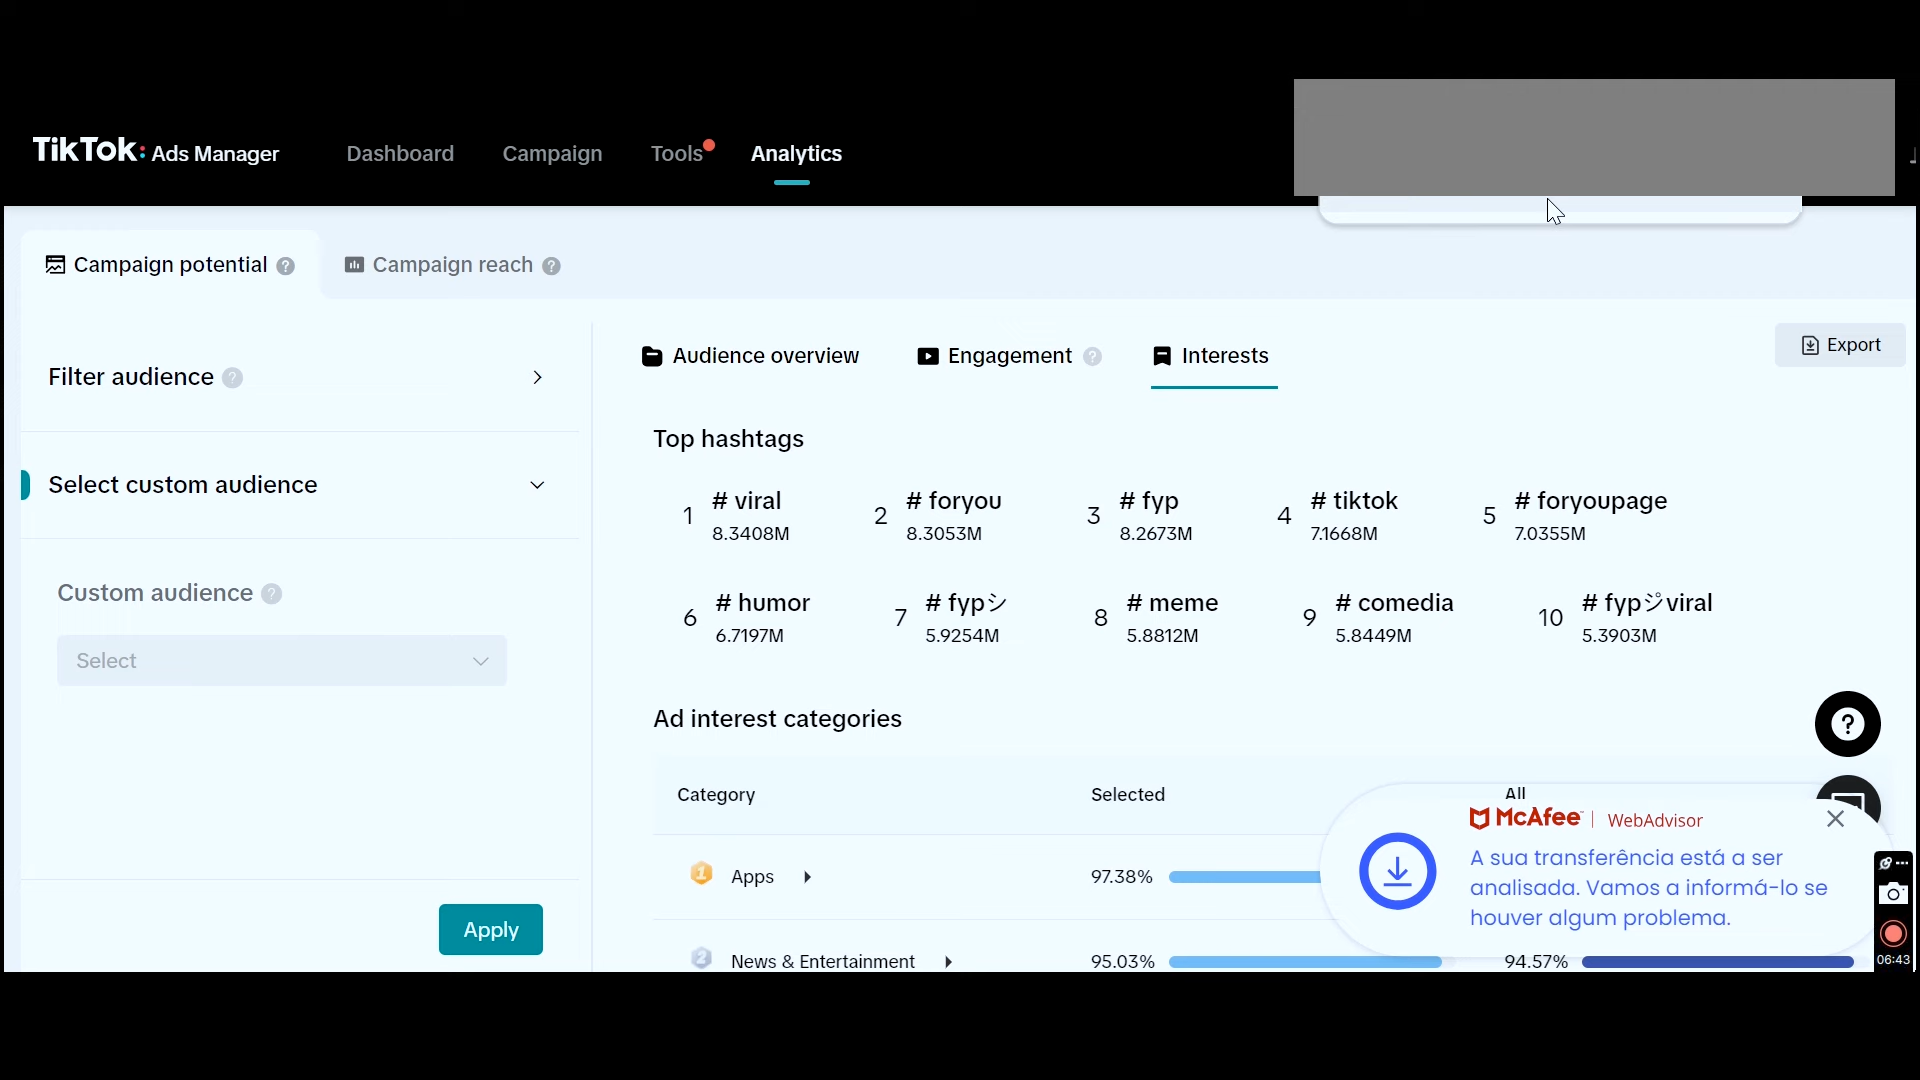 TikTok: Ads Manager
Dashboard
Campaign
Tools
Analytics
Campaign potential ?
Campaign reach ?
Filter audience ?
Select custom audience
Custom audience ?
Select
Apply
Audience overview
Engagement ?
Interests
Export
Top hashtags
1 # viral 8.3408M
2 # foryou 8.3053M
3 # fyp 8.2673M
4 # tiktok 7.1668M
5 # foryoupage 7.0355M
6 # humor 6.7197M
7 # fypシ 5.9254M
8 # meme 5.8812M
9 # comedia 5.8449M
10 # fypジviral 5.3903M
Ad interest categories
?
Category Selected All
1 Apps 97.38%
2 News & Entertainment 95.03% 94.57%
McAfee | WebAdvisor
A sua transferência está a ser
analisada. Vamos a informá-lo se
houver algum problema.
06:43